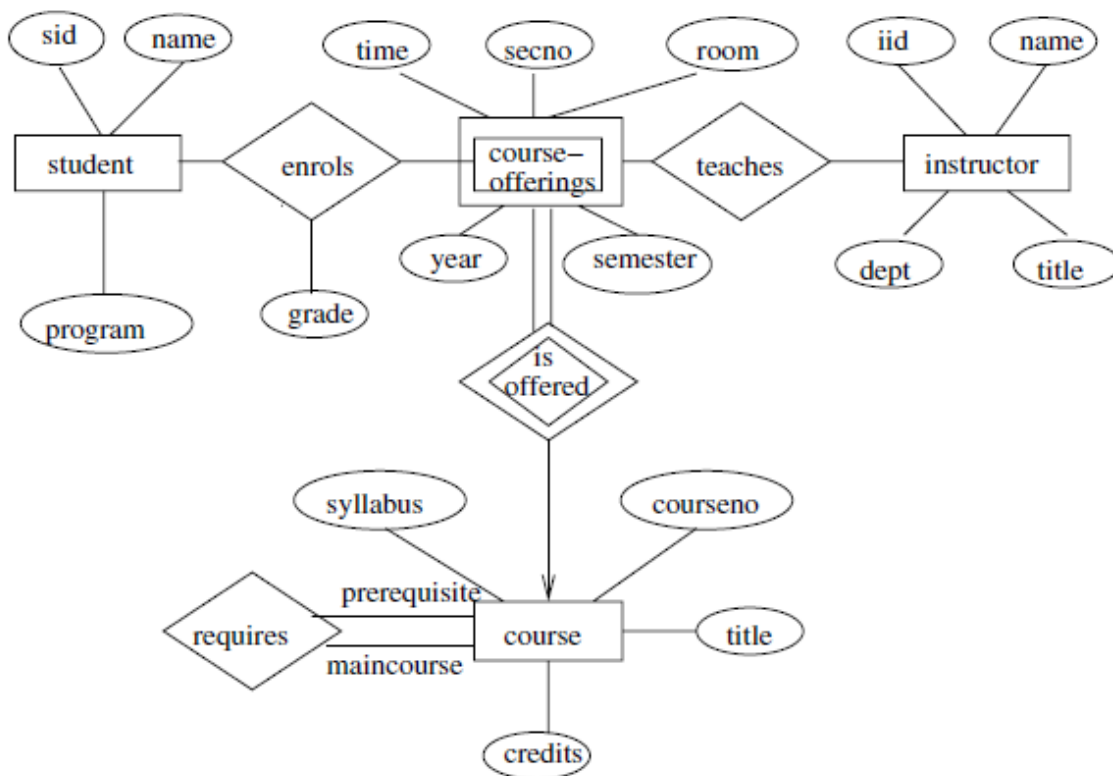 sid
name
time
secno
room
iid
name
student
enrols
course-
offerings
teaches
instructor
program
grade
year
semester
dept
title
is
offered
syllabus
courseno
prerequisite
requires
course
title
maincourse
credits